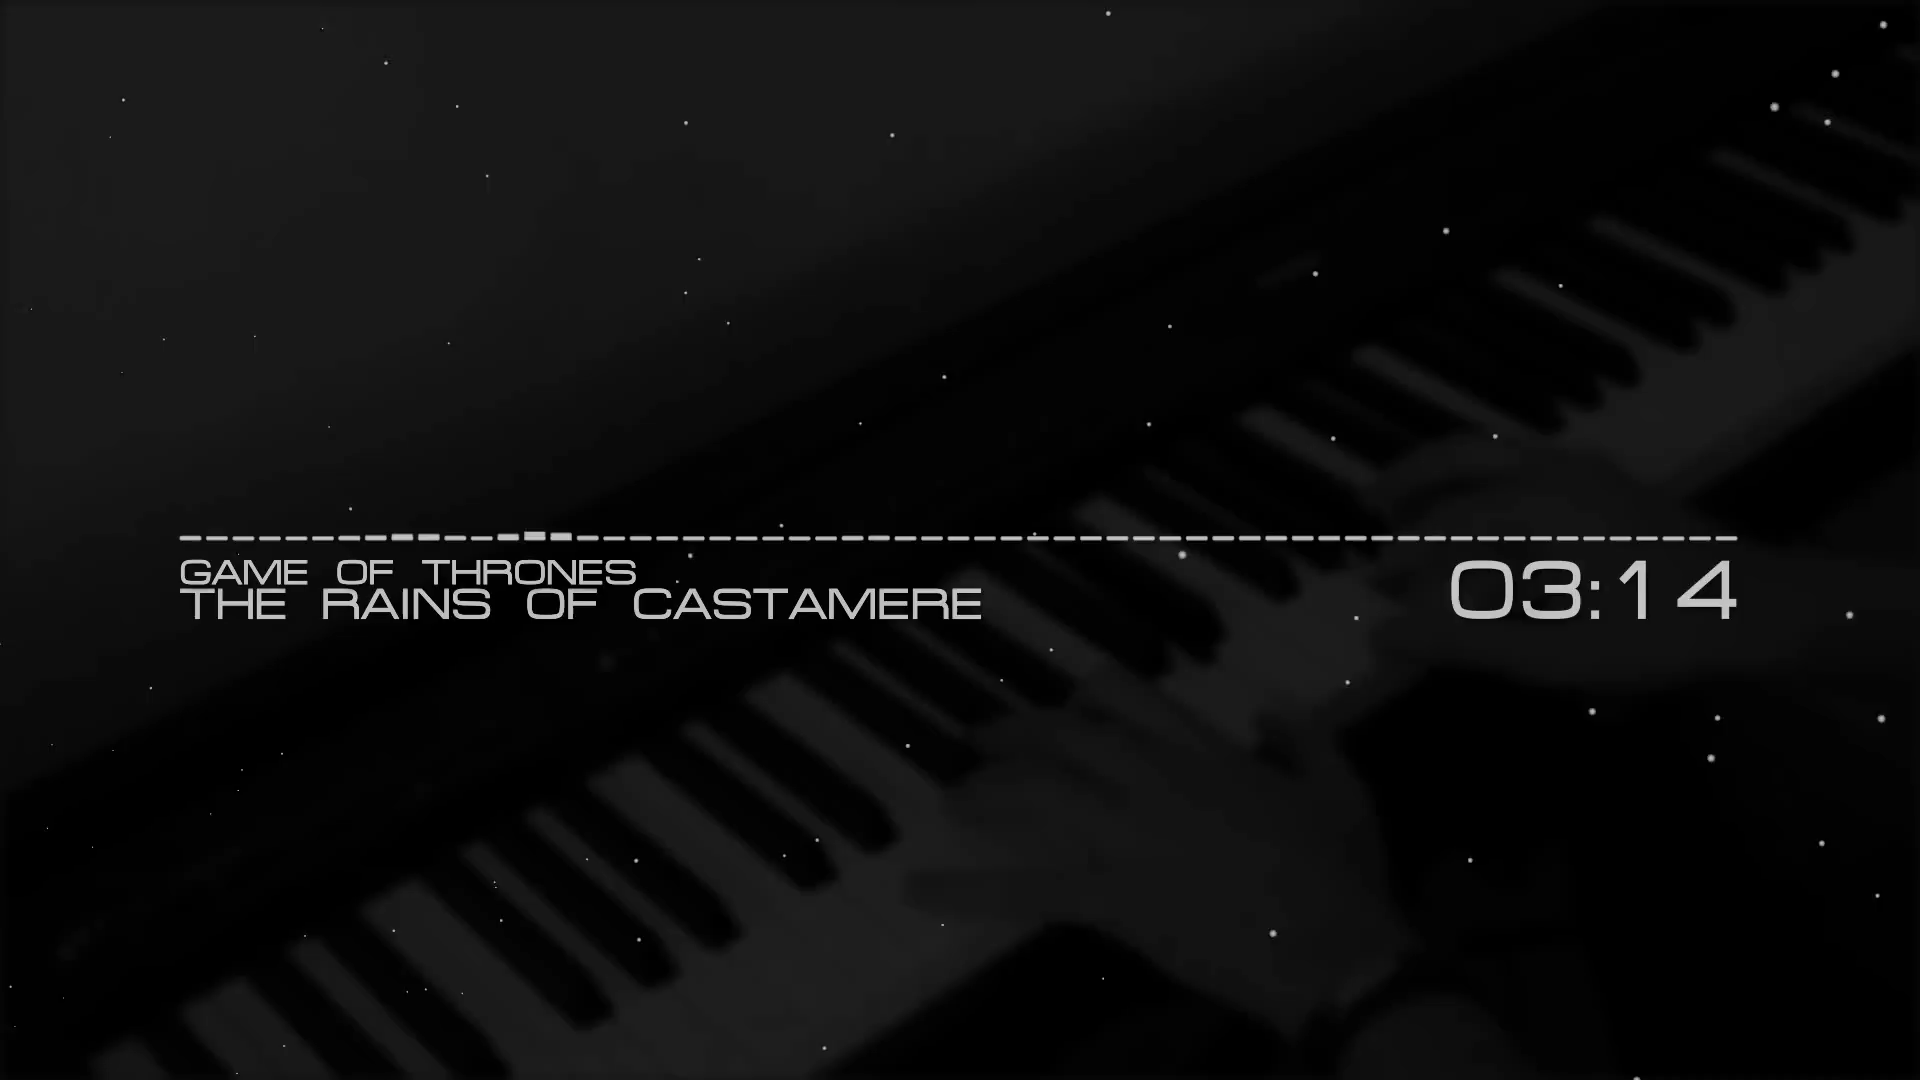 GAME OF THRONES
THE RAINS OF CASTAMERE
03:14